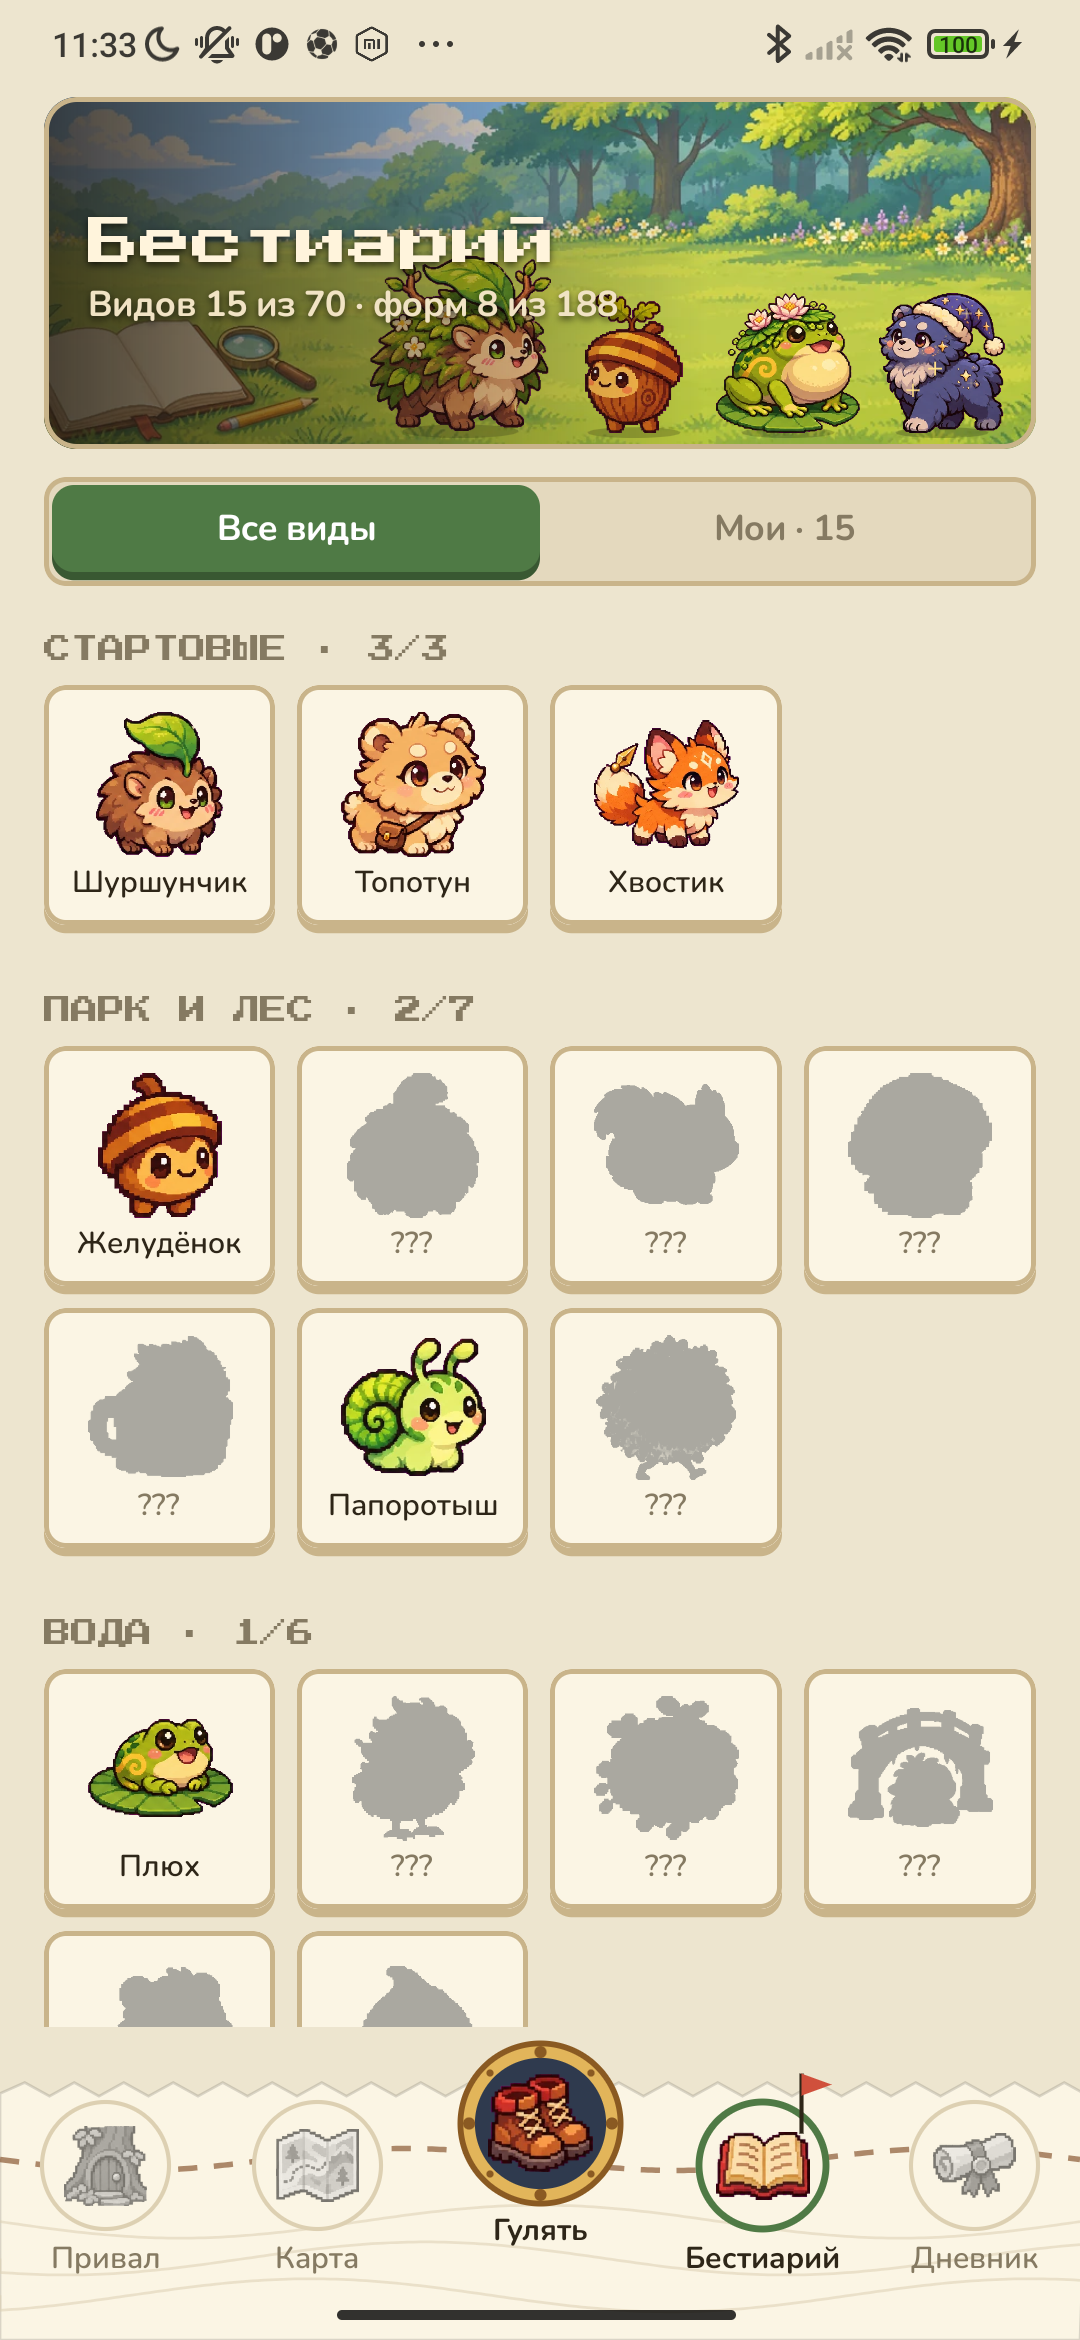 11:33
100
Бестиарий
Видов 15 из 70 · форм 8 из 188
Все виды
Мои · 15
СТАРТОВЫЕ · 3/3
Шуршунчик
Топотун
Хвостик
ПАРК И ЛЕС · 2/7
Желудёнок
???
???
???
???
Папоротыш
???
ВОДА · 1/6
Плюх
???
???
???
Привал
Карта
Гулять
Бестиарий
Дневник